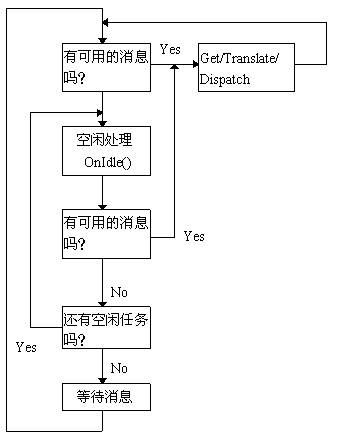 有可用的消息
吗?
Yes
Get/Translate/
Dispatch
空闲处理
OnIdle()
有可用的消息
吗?
Yes
No
还有空闲任务
吗?
Yes
No
等待消息